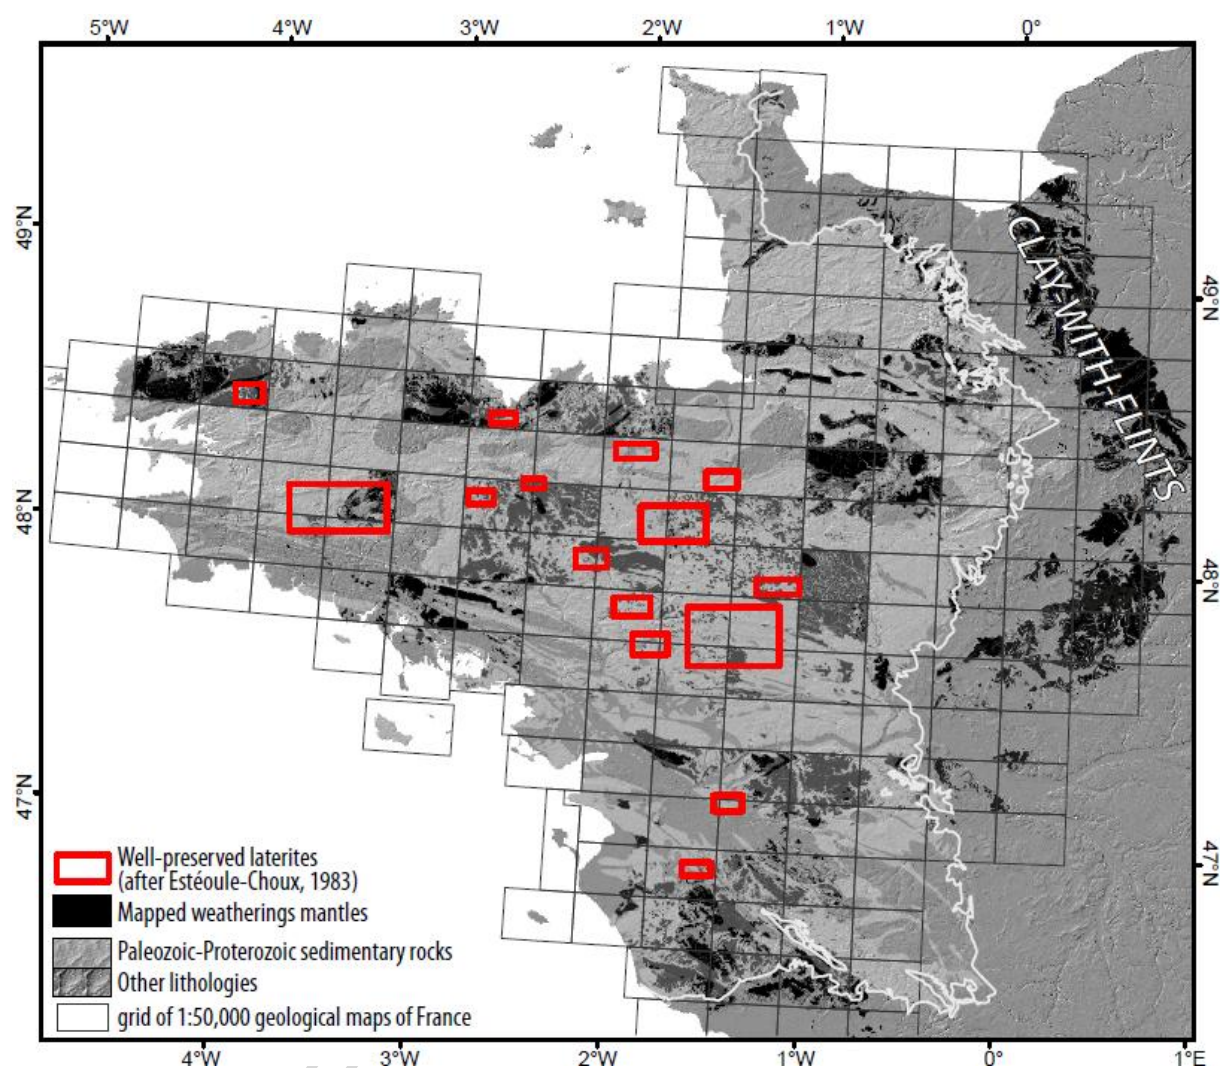 5°W 4°W 3°W 2°W 1°W 0°
49°N
49°N
CLAY-WITH-FLINTS
48°N
48°N
47°N
47°N
Well-preserved laterites
(after Estéoule-Choux, 1983)
Mapped weatherings mantles
Paleozoic-Proterozoic sedimentary rocks
Other lithologies
grid of 1:50,000 geological maps of France
4°W 3°W 2°W 1°W 0° 1°E